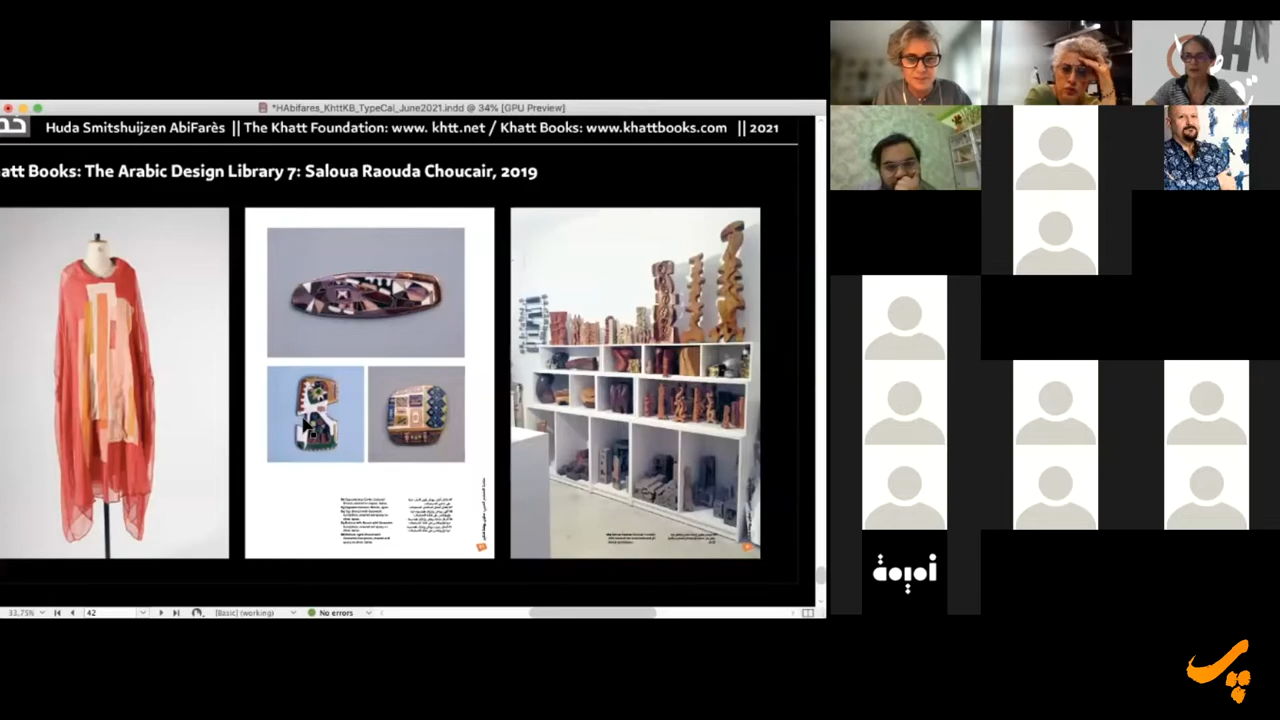 *HAbifares_KhttKB_TypeCal_June2021.indd @ 34% [GPU Preview]
Huda Smitshuijzen AbiFarès || The Khatt Foundation: www. khtt.net / Khatt Books: www.khattbooks.com || 2021
att Books: The Arabic Design Library 7: Saloua Raouda Choucair, 2019
33.75%
42
[Basic] (working)
No errors